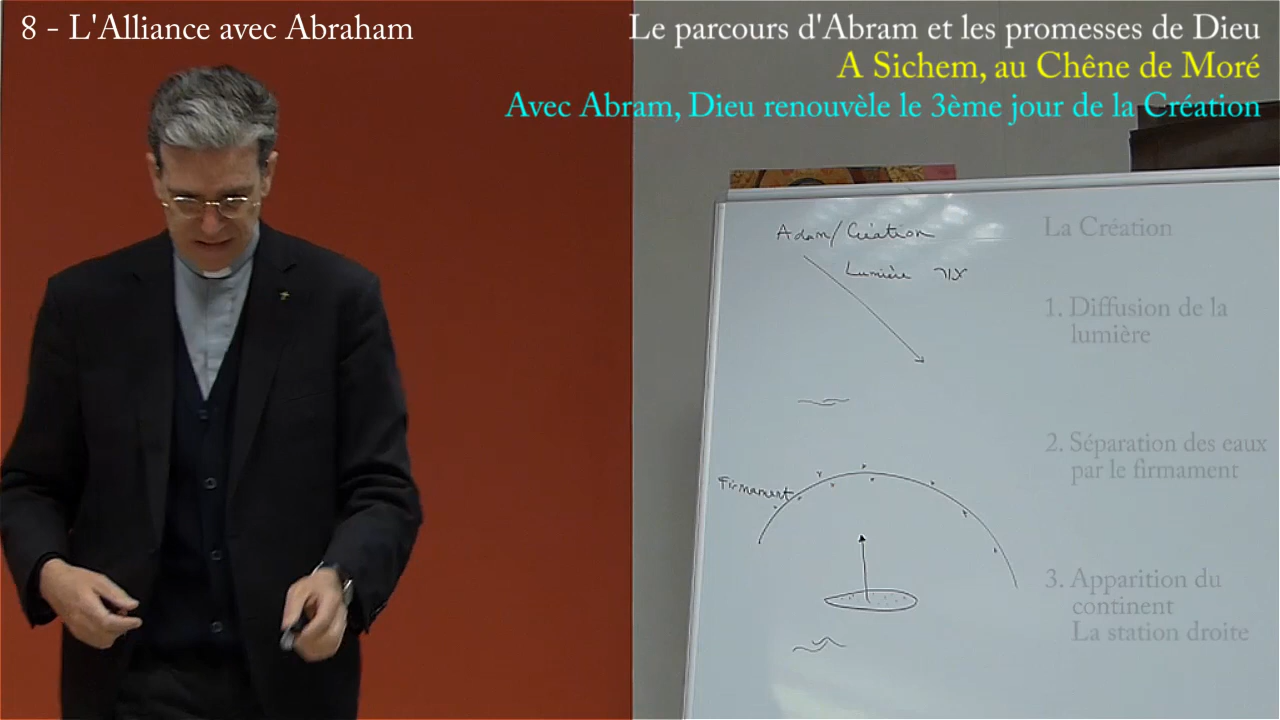 8 - L'Alliance avec Abraham
Le parcours d'Abram et les promesses de Dieu
A Sichem, au Chêne de Moré
Avec Abram, Dieu renouvèle le 3ème jour de la Création
Adam/Création
Lumière אור
Firmament
La Création
1. Diffusion de la
lumière
2. Séparation des eaux
par le firmament
3. Apparition du
continent
La station droite